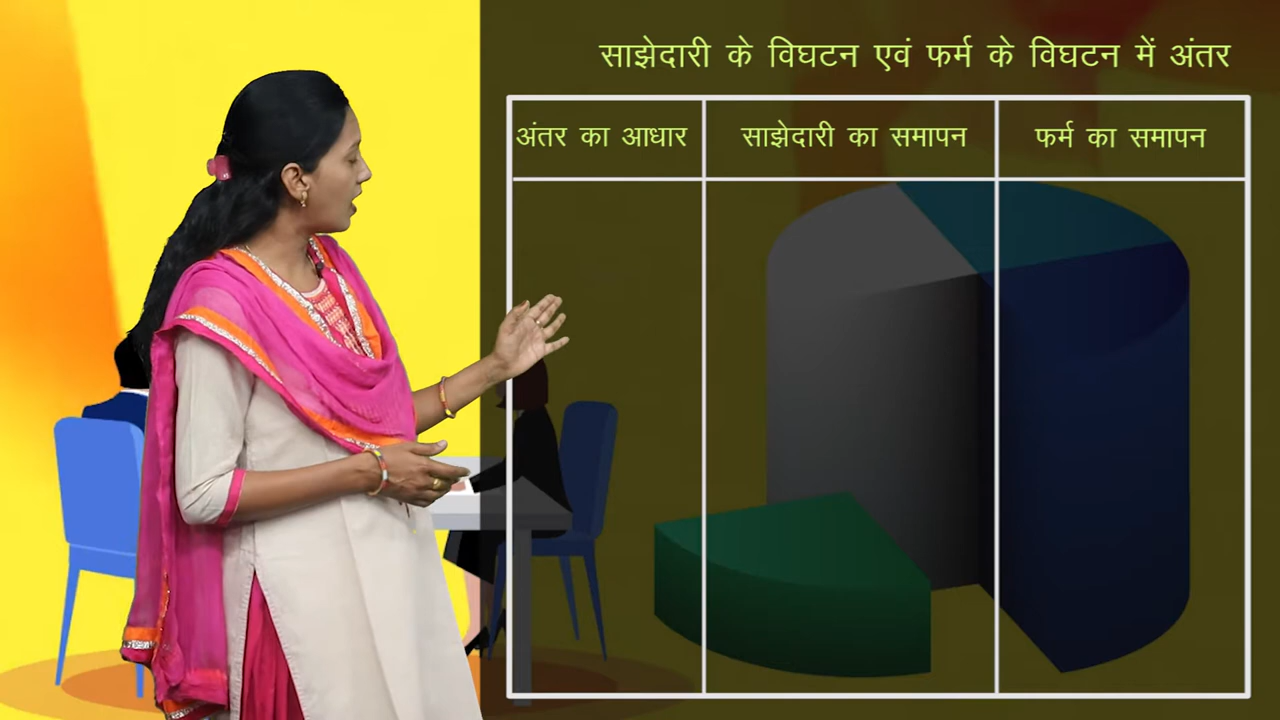 साझेदारी के विघटन एवं फर्म के विघटन में अंतर
अंतर का आधार
साझेदारी का समापन
फर्म का समापन